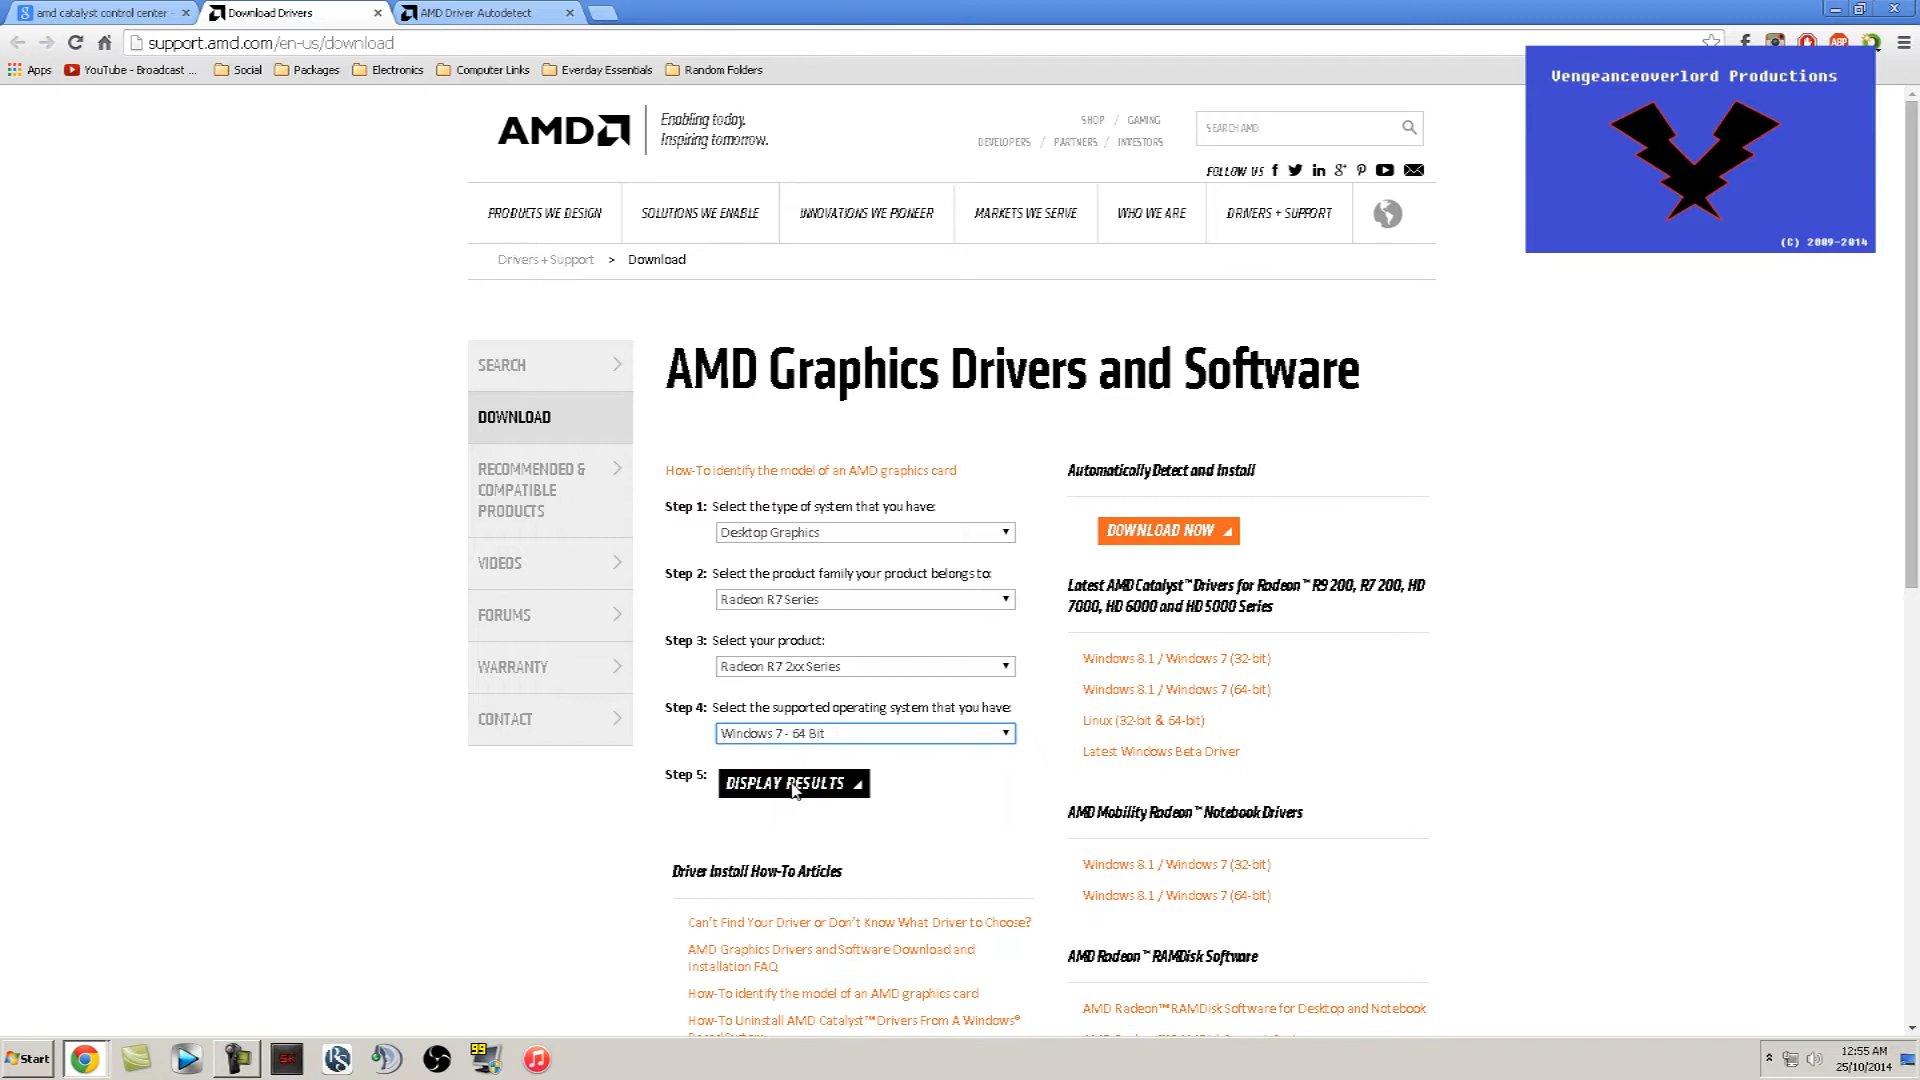 amd catalyst control center
Download Drivers
AMD Driver Autodetect
support.amd.com/en-us/download
Apps
YouTube - Broadcast ...
Social
Packages
Electronics
Computer Links
Everday Essentials
Random Folders
Vengeanceoverlord Productions
(C) 2009-2014
AMD
Enabling today.
Inspiring tomorrow.
SHOP / GAMING
DEVELOPERS / PARTNERS / INVESTORS
SEARCH AMD
FOLLOW US
PRODUCTS WE DESIGN
SOLUTIONS WE ENABLE
INNOVATIONS WE PIONEER
MARKETS WE SERVE
WHO WE ARE
DRIVERS + SUPPORT
Drivers + Support > Download
SEARCH
DOWNLOAD
RECOMMENDED &
COMPATIBLE
PRODUCTS
VIDEOS
FORUMS
WARRANTY
CONTACT
AMD Graphics Drivers and Software
How-To identify the model of an AMD graphics card
Step 1: Select the type of system that you have:
Desktop Graphics
Step 2: Select the product family your product belongs to:
Radeon R7 Series
Step 3: Select your product:
Radeon R7 2xx Series
Step 4: Select the supported operating system that you have:
Windows 7 - 64 Bit
Step 5: DISPLAY RESULTS
Driver Install How-To Articles
Can't Find Your Driver or Don't Know What Driver to Choose?
AMD Graphics Drivers and Software Download and
Installation FAQ
How-To identify the model of an AMD graphics card
How-To Uninstall AMD Catalyst™ Drivers From A Windows®
Automatically Detect and Install
DOWNLOAD NOW
Latest AMD Catalyst™ Drivers for Radeon™ R9 200, R7 200, HD
7000, HD 6000 and HD 5000 Series
Windows 8.1 / Windows 7 (32-bit)
Windows 8.1 / Windows 7 (64-bit)
Linux (32-bit & 64-bit)
Latest Windows Beta Driver
AMD Mobility Radeon™ Notebook Drivers
Windows 8.1 / Windows 7 (32-bit)
Windows 8.1 / Windows 7 (64-bit)
AMD Radeon™ RAMDisk Software
AMD Radeon™ RAMDisk Software for Desktop and Notebook
Start
99
12:55 AM
25/10/2014